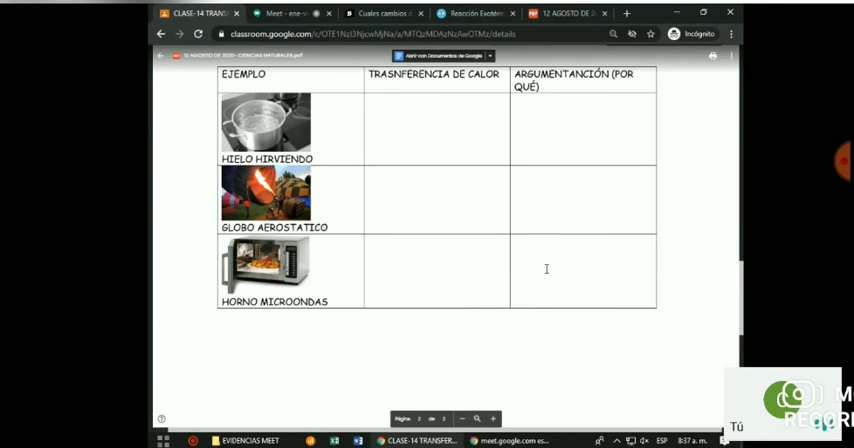 CLASE-14 TRANS
Meet - ene-v
Cuales cambios d
Reacción Exotérm
12 AGOSTO DE 20
classroom.google.com/c/OTE1NzI3NjcwMjNa/a/MTQzMDAzNzAwOTMz/details
Incógnito
12 AGOSTO DE 2020- CIENCIAS NATURALES.pdf
Abrir con Documentos de Google
EJEMPLO
TRASNFERENCIA DE CALOR
ARGUMENTANCIÓN (POR
QUÉ)
HIELO HIRVIENDO
GLOBO AEROSTATICO
HORNO MICROONDAS
Página 2 de 2
Tú
RECOR
EVIDENCIAS MEET
CLASE-14 TRANSFER...
meet.google.com es...
ESP
8:37 a. m.